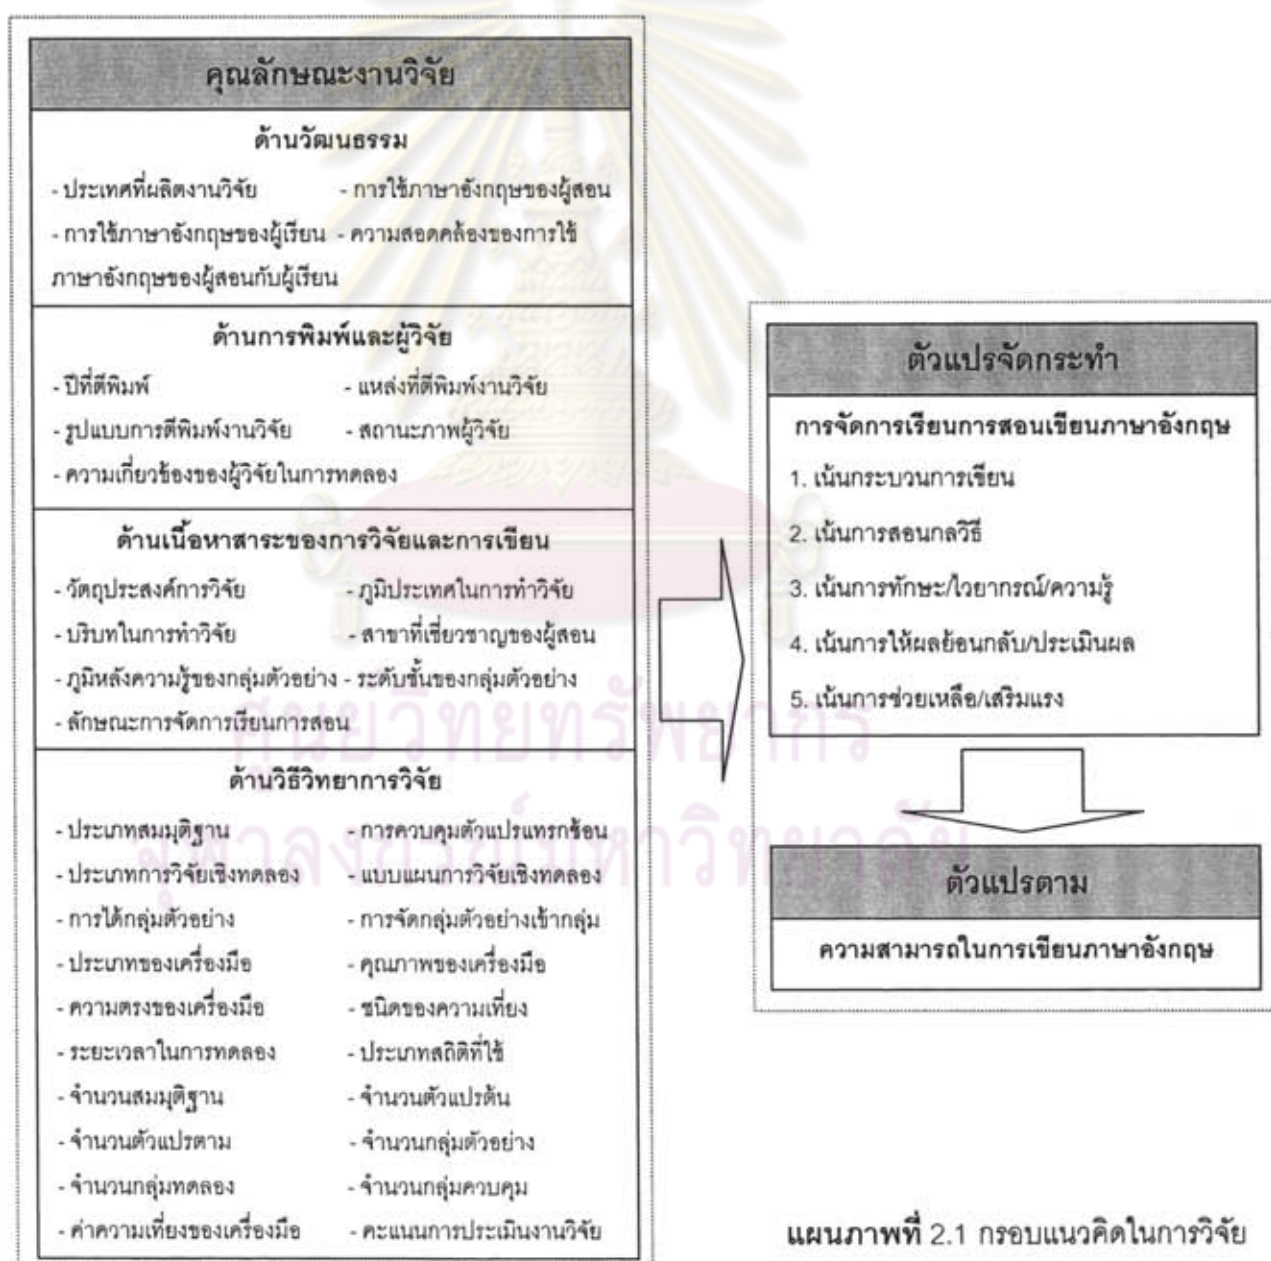 คุณลักษณะงานวิจัย
ด้านวัฒนธรรม
- ประเทศที่ผลิตงานวิจัย - การใช้ภาษาอังกฤษของผู้สอน
- การใช้ภาษาอังกฤษของผู้เรียน - ความสอดคล้องของการใช้
ภาษาอังกฤษของผู้สอนกับผู้เรียน
ด้านการพิมพ์และผู้วิจัย
- ปีที่ตีพิมพ์ - แหล่งที่ตีพิมพ์งานวิจัย
- รูปแบบการตีพิมพ์งานวิจัย - สถานะภาพผู้วิจัย
- ความเกี่ยวข้องของผู้วิจัยในการทดลอง
ด้านเนื้อหาสาระของการวิจัยและการเขียน
- วัตถุประสงค์การวิจัย - ภูมิประเทศในการทำวิจัย
- บริบทในการทำวิจัย - สาขาที่เชี่ยวชาญของผู้สอน
- ภูมิหลังความรู้ของกลุ่มตัวอย่าง - ระดับชั้นของกลุ่มตัวอย่าง
- ลักษณะการจัดการเรียนการสอน
ด้านวิธีวิทยาการวิจัย
- ประเภทสมมุติฐาน - การควบคุมตัวแปรแทรกซ้อน
- ประเภทการวิจัยเชิงทดลอง - แบบแผนการวิจัยเชิงทดลอง
- การได้กลุ่มตัวอย่าง - การจัดกลุ่มตัวอย่างเข้ากลุ่ม
- ประเภทของเครื่องมือ - คุณภาพของเครื่องมือ
- ความตรงของเครื่องมือ - ชนิดของความเที่ยง
- ระยะเวลาในการทดลอง - ประเภทสถิติที่ใช้
- จำนวนสมมุติฐาน - จำนวนตัวแปรต้น
- จำนวนตัวแปรตาม - จำนวนกลุ่มตัวอย่าง
- จำนวนกลุ่มทดลอง - จำนวนกลุ่มควบคุม
- ค่าความเที่ยงของเครื่องมือ - คะแนนการประเมินงานวิจัย
ตัวแปรจัดกระทำ
การจัดการเรียนการสอนเขียนภาษาอังกฤษ
1. เน้นกระบวนการเขียน
2. เน้นการสอนกลวิธี
3. เน้นการทักษะ/ไวยากรณ์/ความรู้
4. เน้นการให้ผลย้อนกลับ/ประเมินผล
5. เน้นการช่วยเหลือ/เสริมแรง
ตัวแปรตาม
ความสามารถในการเขียนภาษาอังกฤษ
แผนภาพที่ 2.1 กรอบแนวคิดในการวิจัย
ศูนย์วิทยทรัพยากร
จุฬาลงกรณ์มหาวิทยาลัย